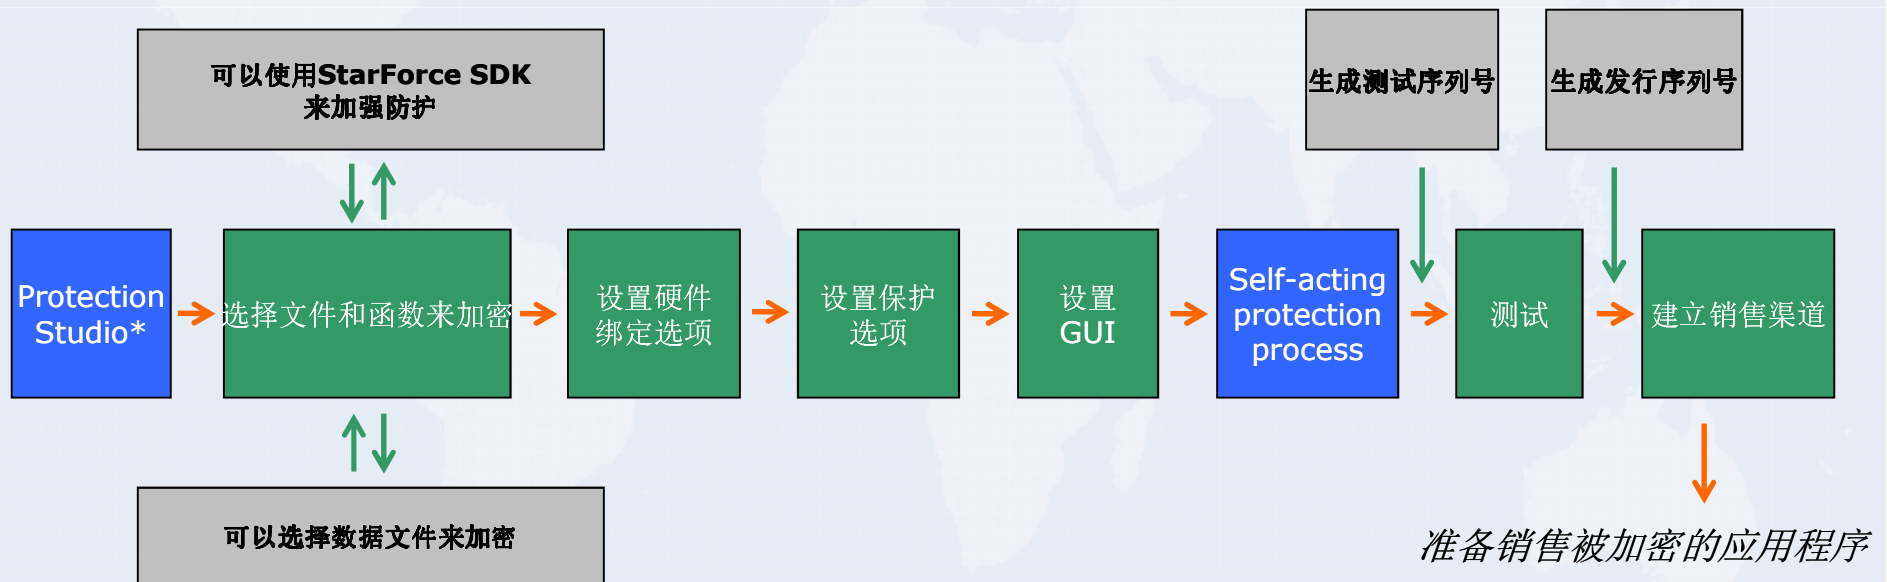 可以使用StarForce SDK
来加强防护
生成测试序列号
生成发行序列号
Protection
Studio*
选择文件和函数来加密
设置硬件
绑定选项
设置保护
选项
设置
GUI
Self-acting
protection
process
测试
建立销售渠道
可以选择数据文件来加密
准备销售被加密的应用程序